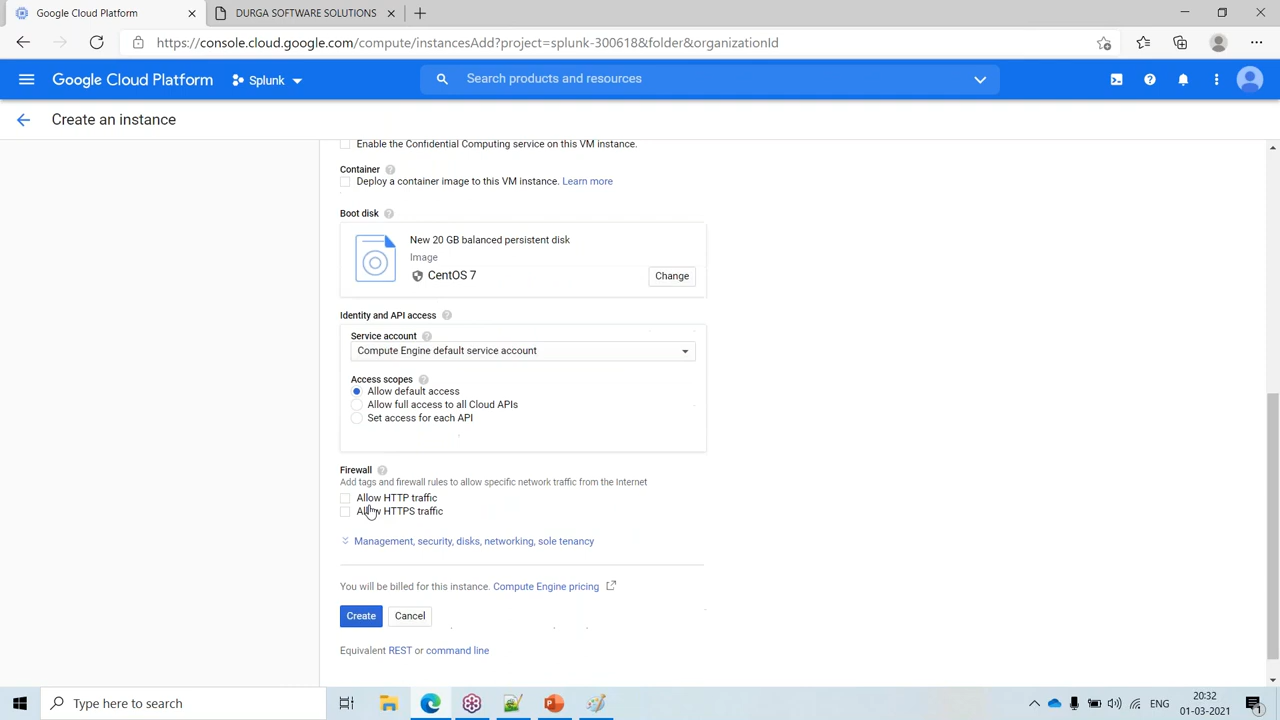 Google Cloud Platform
DURGA SOFTWARE SOLUTIONS
https://console.cloud.google.com/compute/instancesAdd?project=splunk-300618&folder&organizationId
Google Cloud Platform
Splunk
Search products and resources
Create an instance
Enable the Confidential Computing service on this VM instance.
Container
Deploy a container image to this VM instance. Learn more
Boot disk
New 20 GB balanced persistent disk
Image
CentOS 7
Change
Identity and API access
Service account
Compute Engine default service account
Access scopes
Allow default access
Allow full access to all Cloud APIs
Set access for each API
Firewall
Add tags and firewall rules to allow specific network traffic from the Internet
Allow HTTP traffic
Allow HTTPS traffic
Management, security, disks, networking, sole tenancy
You will be billed for this instance. Compute Engine pricing
Create
Cancel
Equivalent REST or command line
Type here to search
ENG
20:32
01-03-2021
1